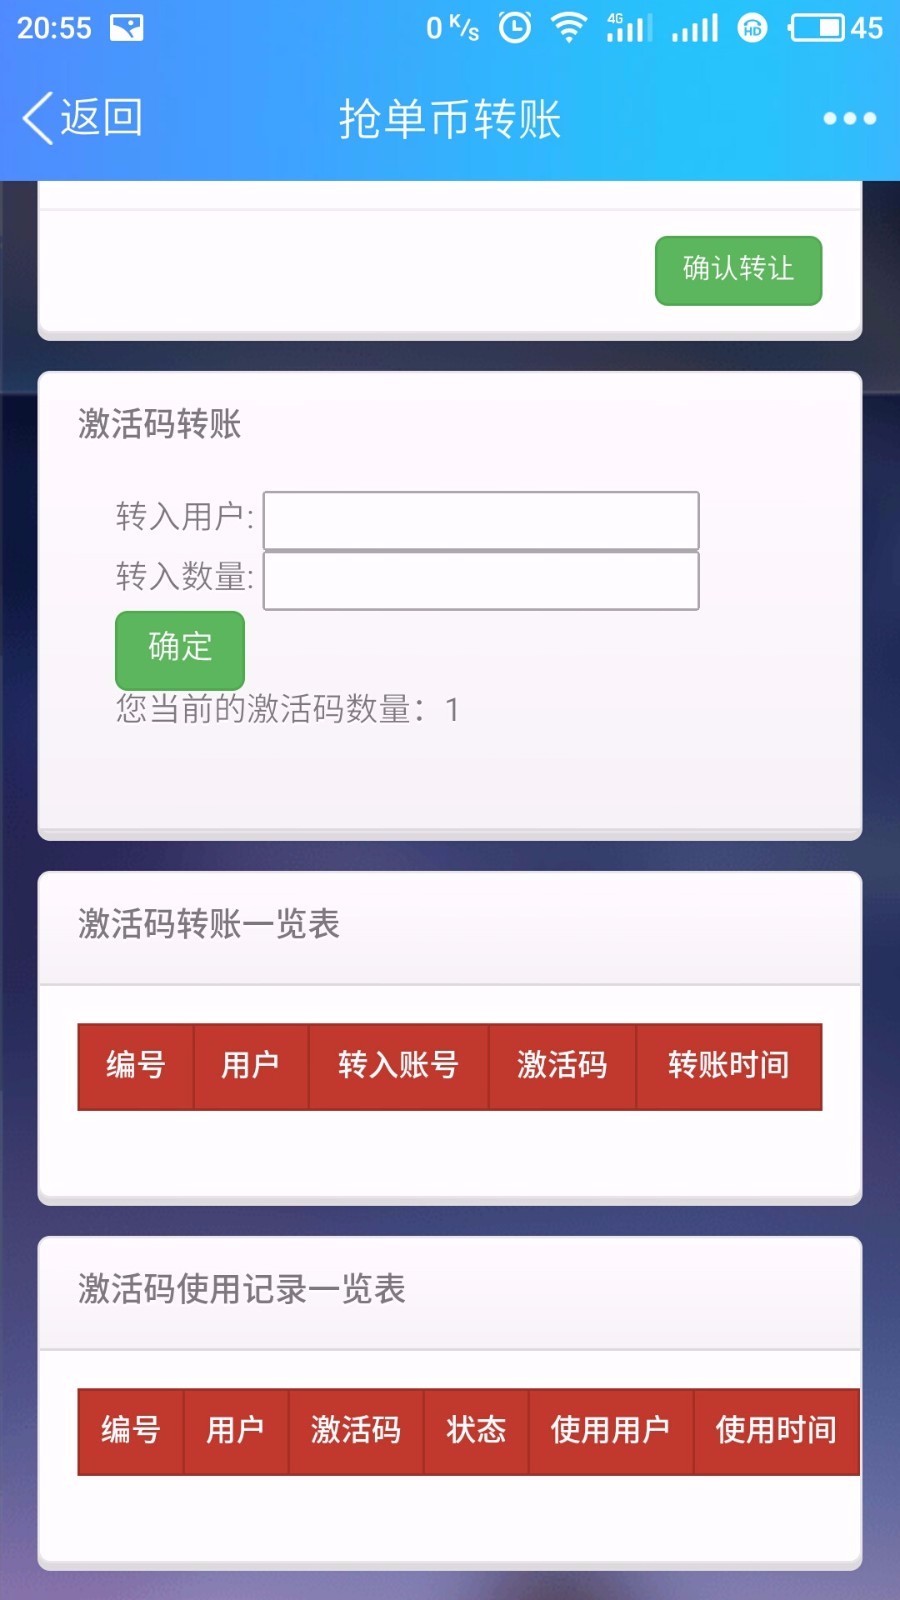 20:55 0 K/s 4G HD 45
返回 抢单币转账
确认转让
激活码转账
转入用户:
转入数量:
确定
您当前的激活码数量：1
激活码转账一览表
编号 用户 转入账号 激活码 转账时间
激活码使用记录一览表
编号 用户 激活码 状态 使用用户 使用时间